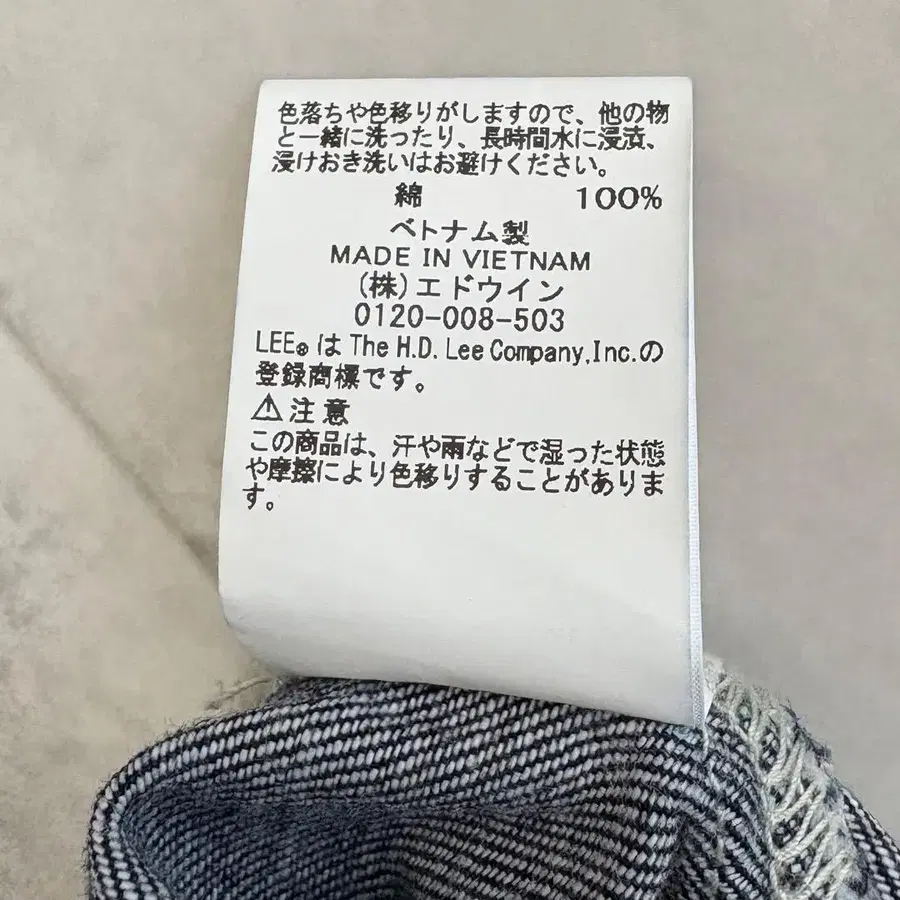 色落ちや色移りがしますので、他の物
と一緒に洗ったり、長時間水に浸漬、
浸けおき洗いはお避けください。
綿 100%
ベトナム製
MADE IN VIETNAM
(株)エドウイン
0120-008-503
LEE® は The H.D. Lee Company,Inc.の
登録商標です。
⚠注意
この商品は、汗や雨などで湿った状態
や摩擦により色移りすることがありま
す。